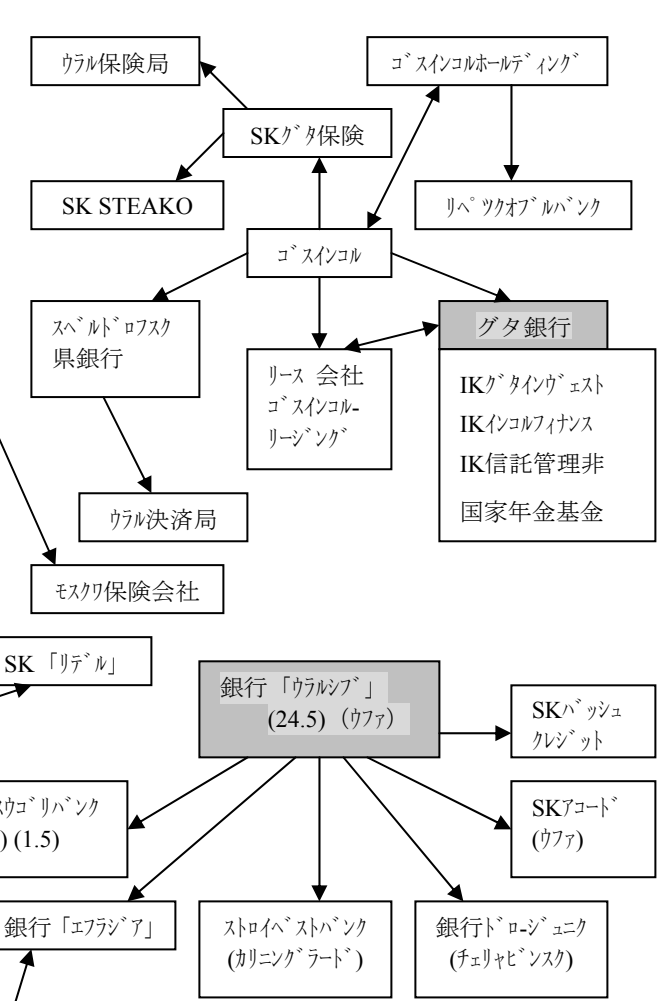 ウラル保険局
ゴスインコルホールディング
SKグタ保険
SK STEAKO
リペツクオブルバンク
ゴスインコル
スベルドロフスク
県銀行
リース 会社
ゴスインコル-
リージング
グタ銀行
IKグタインヴェスト
IKインコルフィナンス
IK信託管理非
国家年金基金
ウラル決済局
モスクワ保険会社
SK「リデル」
銀行「ウラルシブ」
(24.5)（ウファ）
SKバッシュ
クレジット
ウゴリバンク
) (1.5)
SKアコード
(ウファ)
銀行「エフラジア」
ストロイベストバンク
(カリニングラード)
銀行ドロ-ジュニク
(チェリャビンスク)